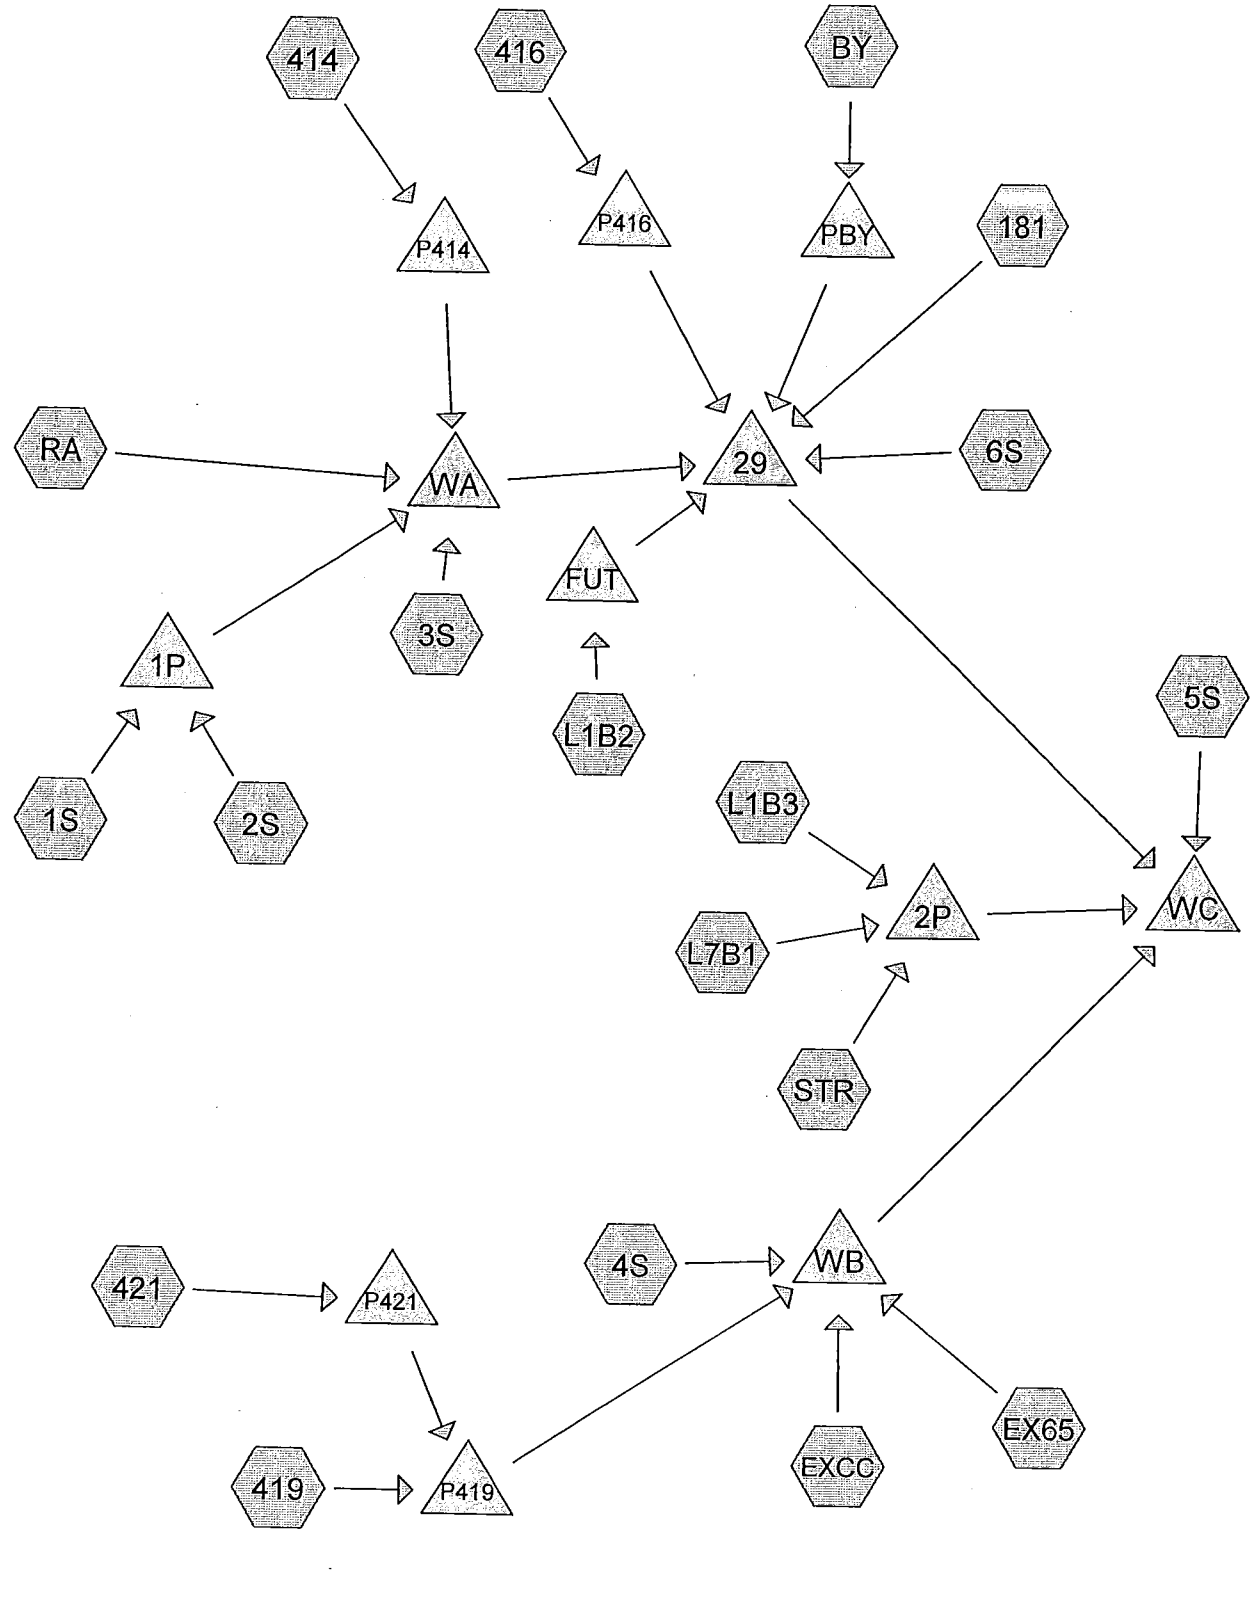 414
416
BY
P414
P416
PBY
181
RA
WA
29
6S
FUT
3S
1P
L1B2
5S
1S
2S
L1B3
2P
WC
L7B1
STR
4S
WB
421
P421
EX65
EXCC
419
P419